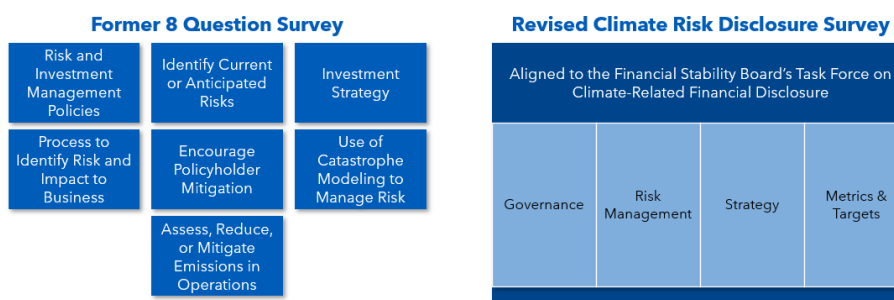 Former 8 Question Survey
Risk and
Investment
Management
Policies
Identify Current
or Anticipated
Risks
Investment
Strategy
Process to
Identify Risk and
Impact to
Business
Encourage
Policyholder
Mitigation
Use of
Catastrophe
Modeling to
Manage Risk
Assess, Reduce,
or Mitigate
Emissions in
Operations
Revised Climate Risk Disclosure Survey
Aligned to the Financial Stability Board's Task Force on
Climate-Related Financial Disclosure
Governance
Risk
Management
Strategy
Metrics &
Targets